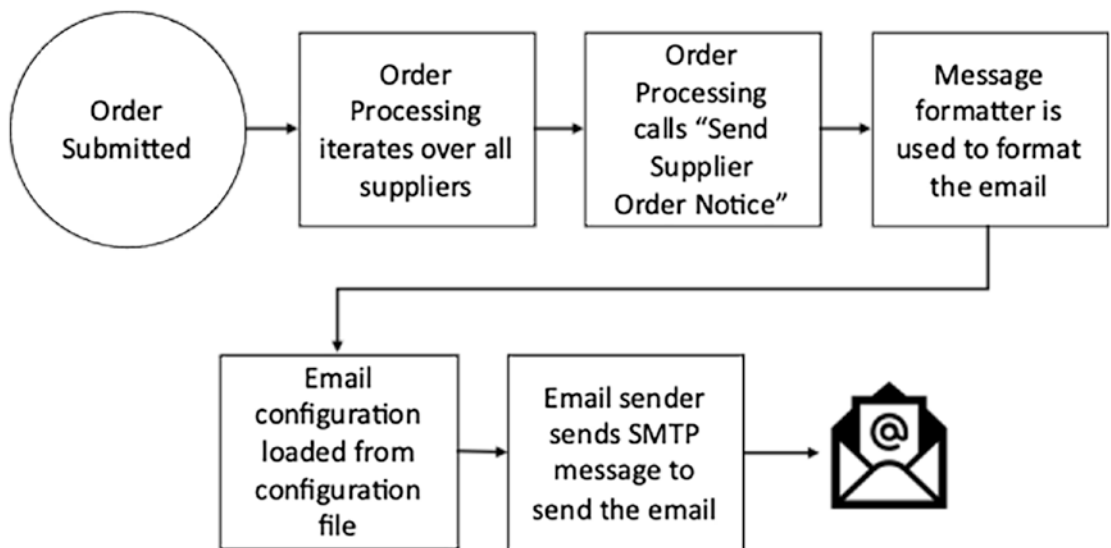 Order
Submitted
Order
Processing
iterates over all
suppliers
Order
Processing
calls “Send
Supplier
Order Notice”
Message
formatter is
used to format
the email
Email
configuration
loaded from
configuration
file
Email sender
sends SMTP
message to
send the email
@